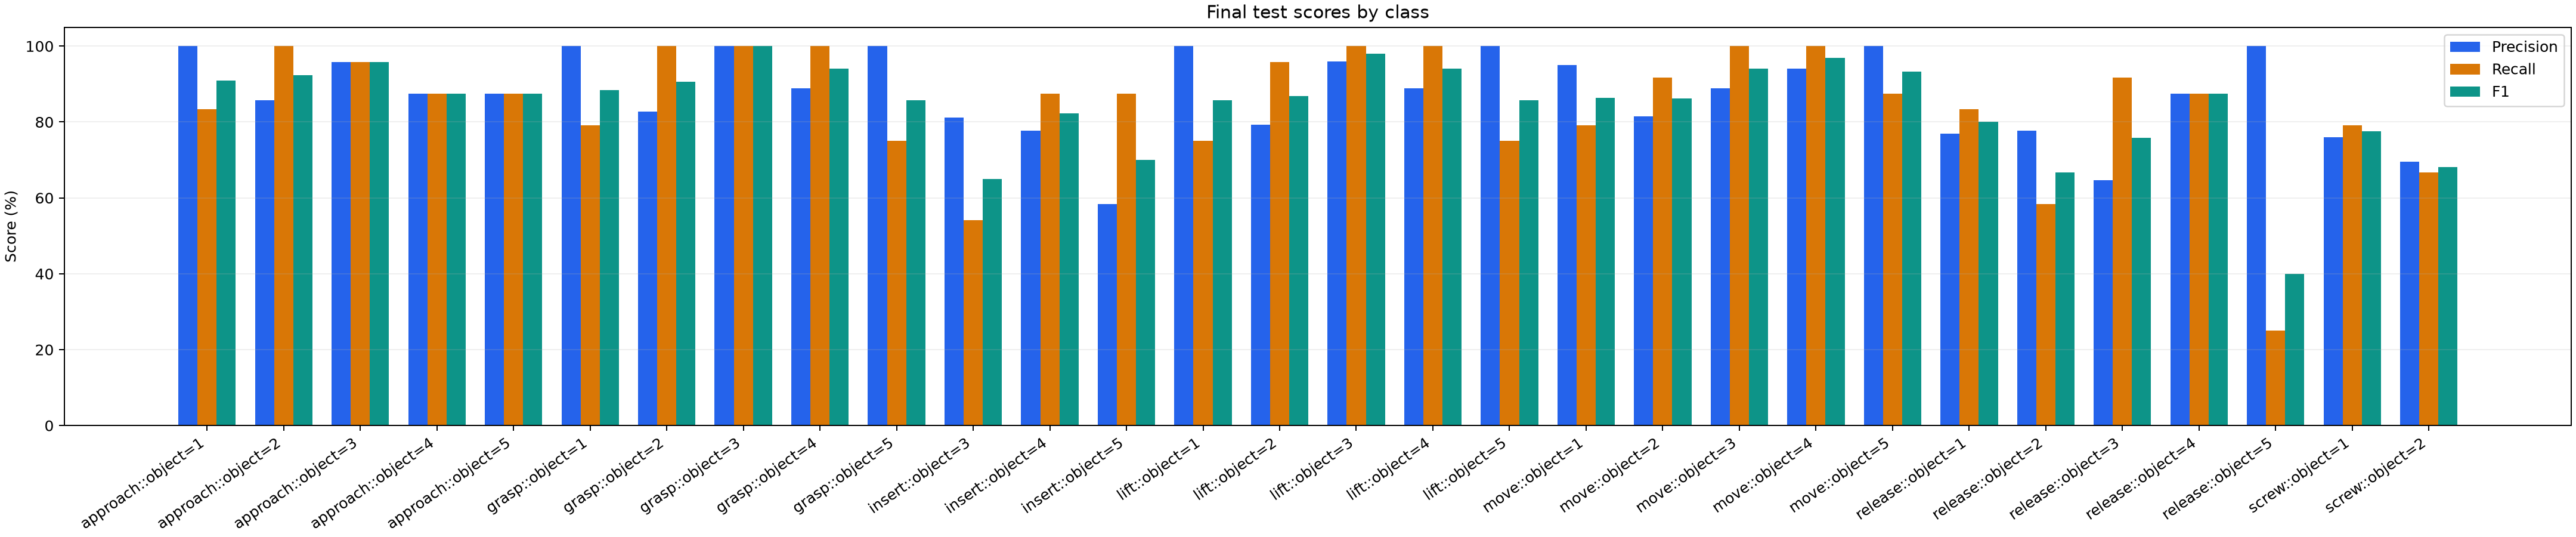 Final test scores by class
Score (%)
100
80
60
40
20
0
Precision
Recall
F1
approach::object=1
approach::object=2
approach::object=3
approach::object=4
approach::object=5
grasp::object=1
grasp::object=2
grasp::object=3
grasp::object=4
grasp::object=5
insert::object=3
insert::object=4
insert::object=5
lift::object=1
lift::object=2
lift::object=3
lift::object=4
lift::object=5
move::object=1
move::object=2
move::object=3
move::object=4
move::object=5
release::object=1
release::object=2
release::object=3
release::object=4
release::object=5
screw::object=1
screw::object=2